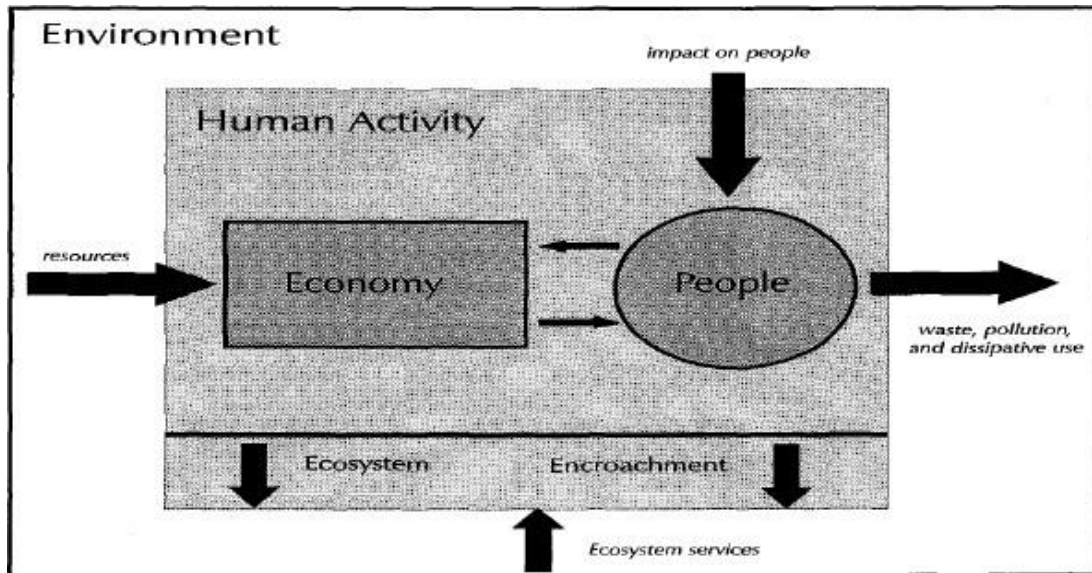 Environment
impact on people
Human Activity
resources
Economy
People
waste, pollution,
and dissipative use
Ecosystem
Encroachment
Ecosystem services